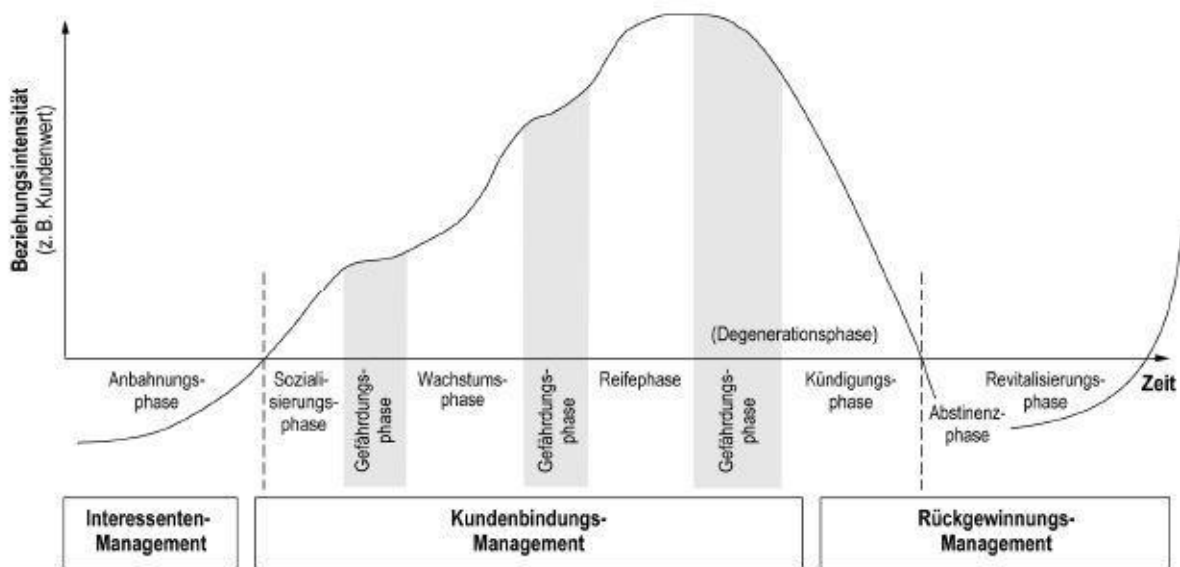 Beziehungsintensität
(z. B. Kundenwert)
(Degenerationsphase)
Anbahnungs-
phase
Soziali-
sierungs-
phase
Gefährdungs-
phase
Wachstums-
phase
Gefährdungs-
phase
Reifephase
Gefährdungs-
phase
Kündigungs-
phase
Abstinenz-
phase
Revitalisierungs-
phase
Zeit
Interessenten-
Management
Kundenbindungs-
Management
Rückgewinnungs-
Management